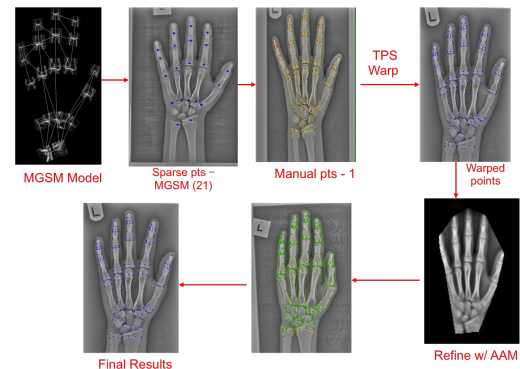 L
L
TPS
Warp
MGSM Model
Sparse pts –
MGSM (21)
Manual pts - 1
Warped
points
L
L
Final Results
Refine w/ AAM